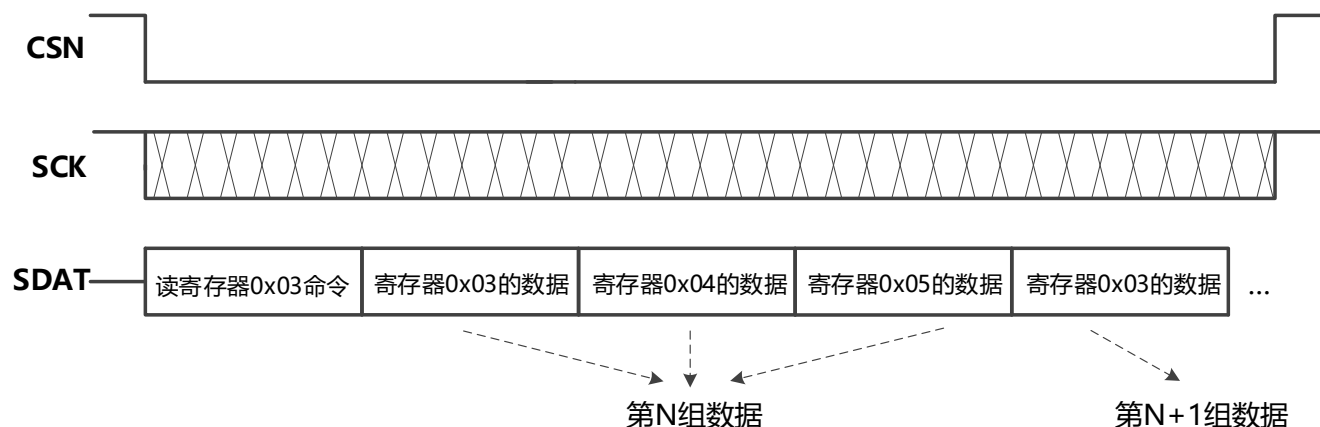 CSN
SCK
SDAT
读寄存器0x03命令
寄存器0x03的数据
寄存器0x04的数据
寄存器0x05的数据
寄存器0x03的数据
...
第N组数据
第N+1组数据